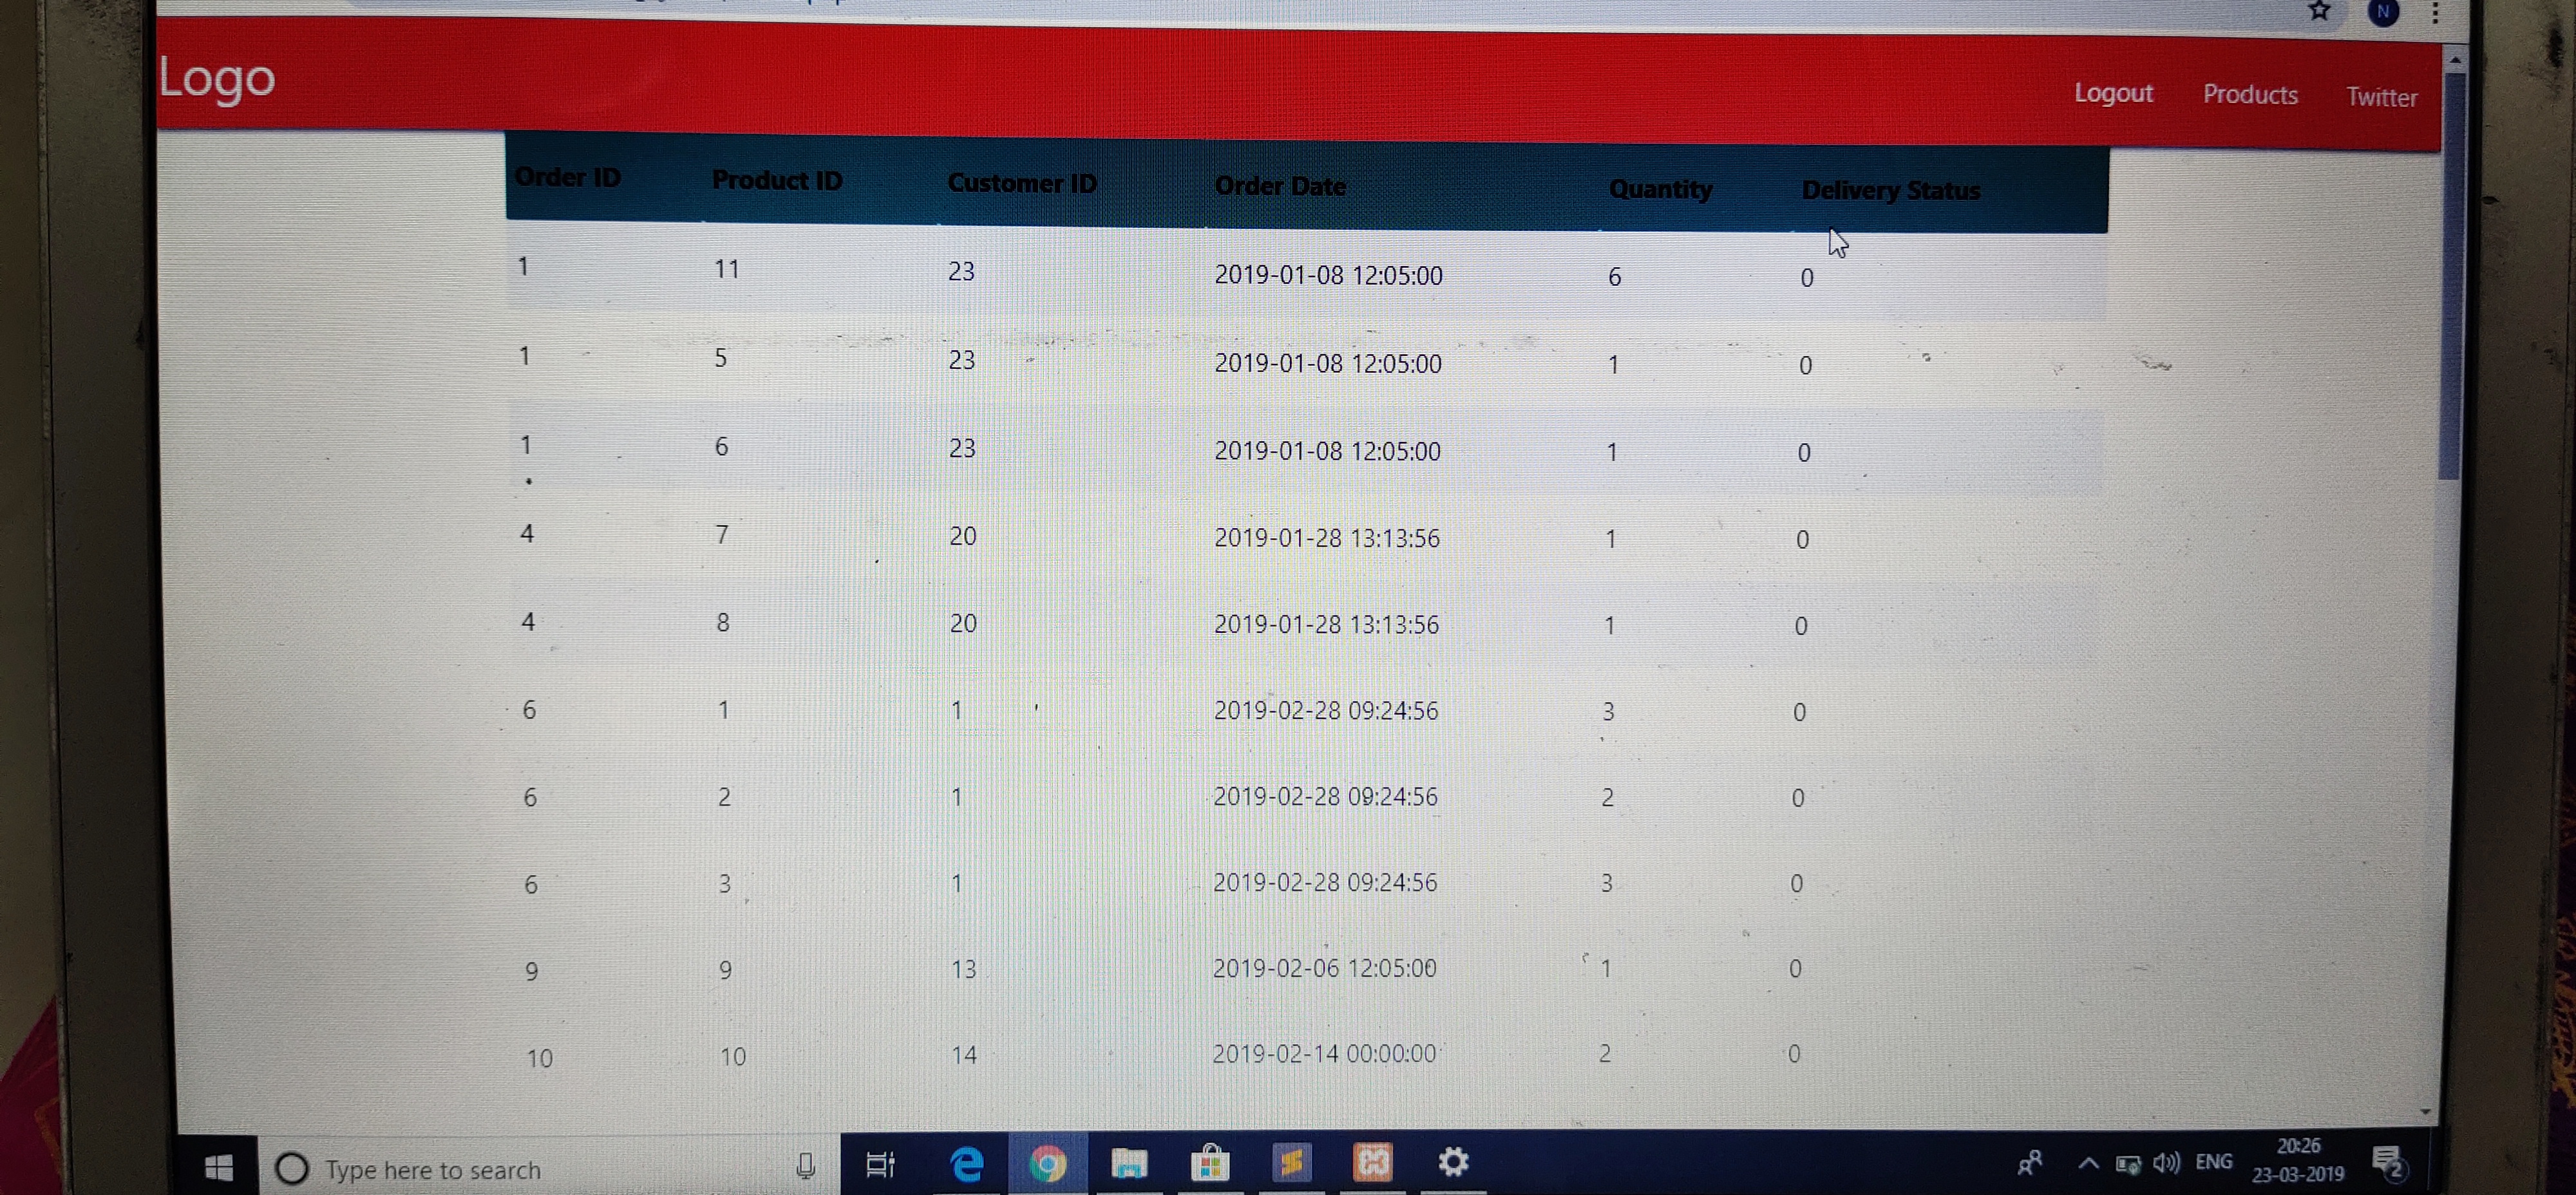 N
Logo
Logout Products Twitter
Order ID Product ID Customer ID Order Date Quantity Delivery Status
1 11 23 2019-01-08 12:05:00 6 0
1 5 23 2019-01-08 12:05:00 1 0
1 6 23 2019-01-08 12:05:00 1 0
4 7 20 2019-01-28 13:13:56 1 0
4 8 20 2019-01-28 13:13:56 1 0
6 1 1 2019-02-28 09:24:56 3 0
6 2 1 2019-02-28 09:24:56 2 0
6 3 1 2019-02-28 09:24:56 3 0
9 9 13 2019-02-06 12:05:00 1 0
10 10 14 2019-02-14 00:00:00 2 0
Type here to search
ENG
20:26
23-03-2019
2